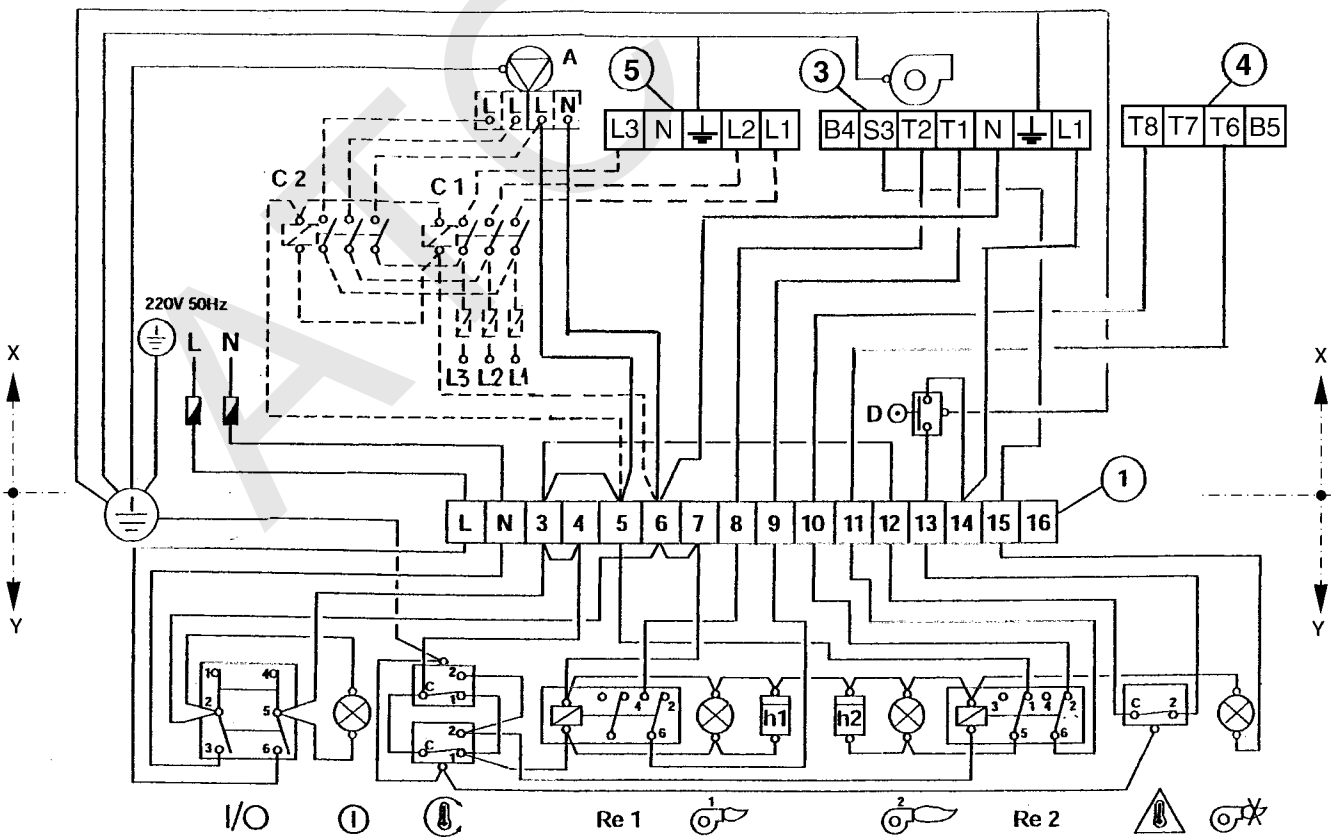 A
5
3
4
L L L N
L3 N L2 L1
B4 S3 T2 T1 N L1
T8 T7 T6 B5
C 2
C 1
220V 50Hz
L N
L3 L2 L1
D
X
X
Y
Y
1
L N 3 4 5 6 7 8 9 10 11 12 13 14 15 16
1 4
2 5
3 6
2
C 1
2
C 1
4 2
6
h1
h2
3 1 4 2
5 6
C 2
I/O
Re 1
1
2
Re 2
ATC